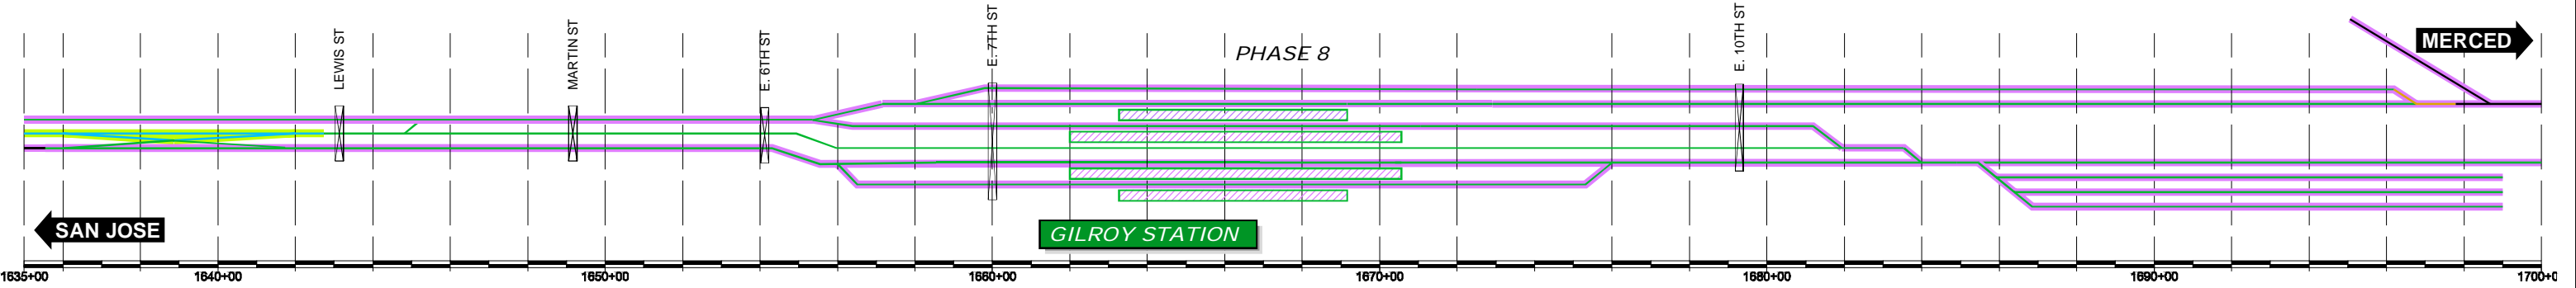 LEWIS ST
MARTIN ST
E. 6TH ST
E. 7TH ST
PHASE 8
E. 10TH ST
MERCED
SAN JOSE
GILROY STATION
1635+00 1640+00 1650+00 1660+00 1670+00 1680+00 1690+00 1700+0